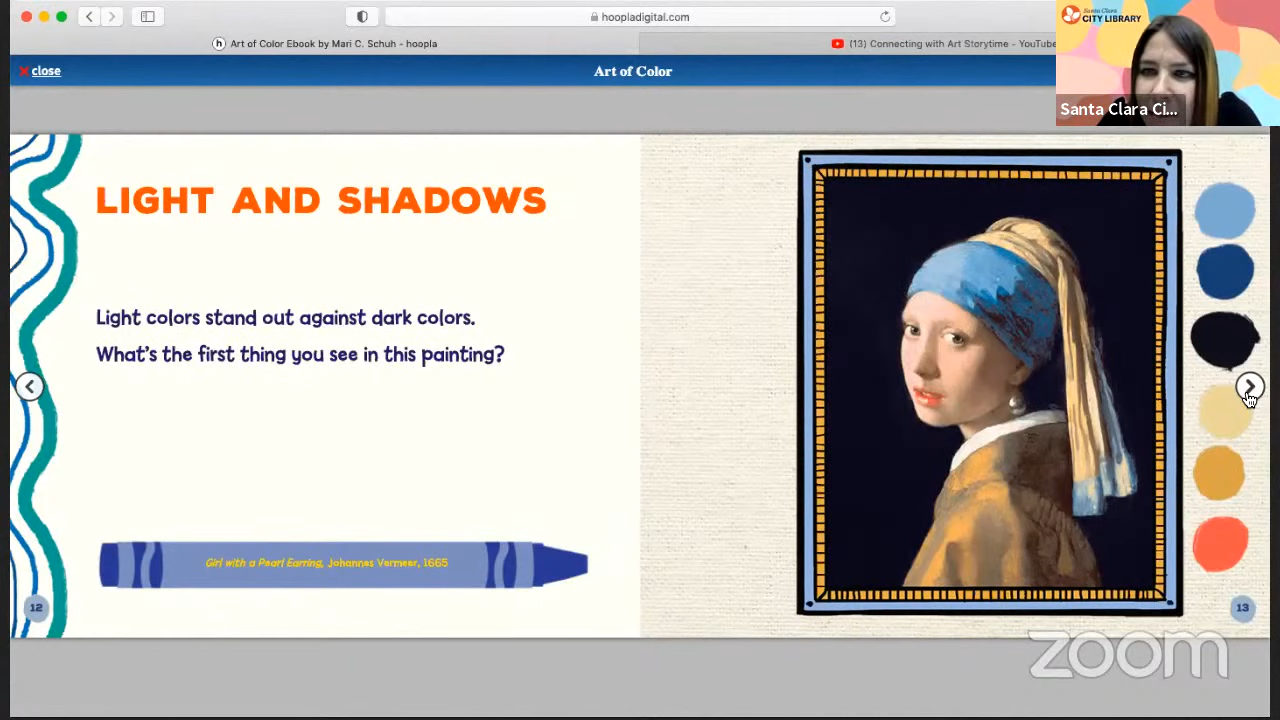 hoopladigital.com
Santa Clara
CITY LIBRARY
h Art of Color Ebook by Mari C. Schuh - hoopla
(13) Connecting with Art Storytime - YouTube
close
Art of Color
Santa Clara Ci...
LIGHT AND SHADOWS
Light colors stand out against dark colors.
What's the first thing you see in this painting?
Girl with a Pearl Earring, Johannes Vermeer, 1665
12
13
zoom